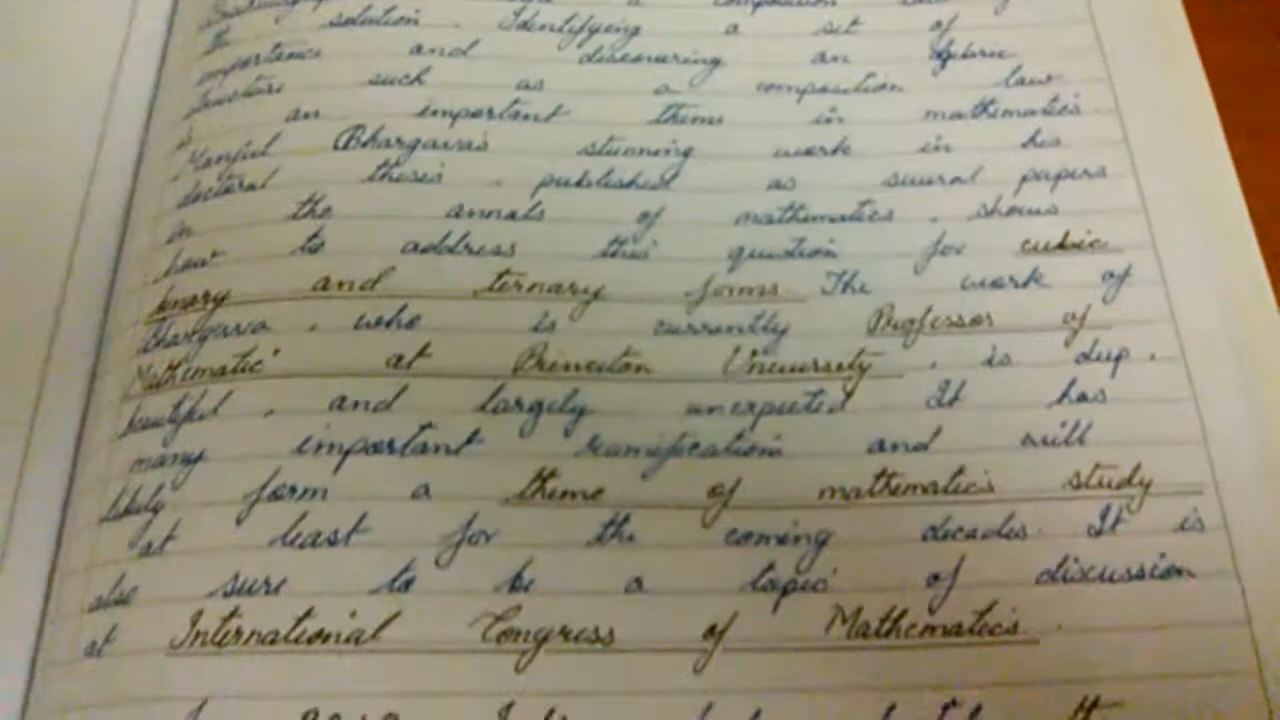 a composition law
the solution . Identifying a set of
importance and discovering an algebraic
structure such as a composition law
is an important theme in mathematics
Manjul Bhargava's stunning work in his
doctoral thesis , published as several papers
in the annals of mathematics , shows
how to address this question for cubic
binary and ternary forms The work of
Bhargava , who is currently Professor of
Mathematic at Princeton University , is deep ,
beautiful , and largely unexpected It has
many important ramifications and will
likely form a theme of mathematics study
at least for the coming decades. It is
also sure to be a topic of discussion
at International Congress of Mathematics .